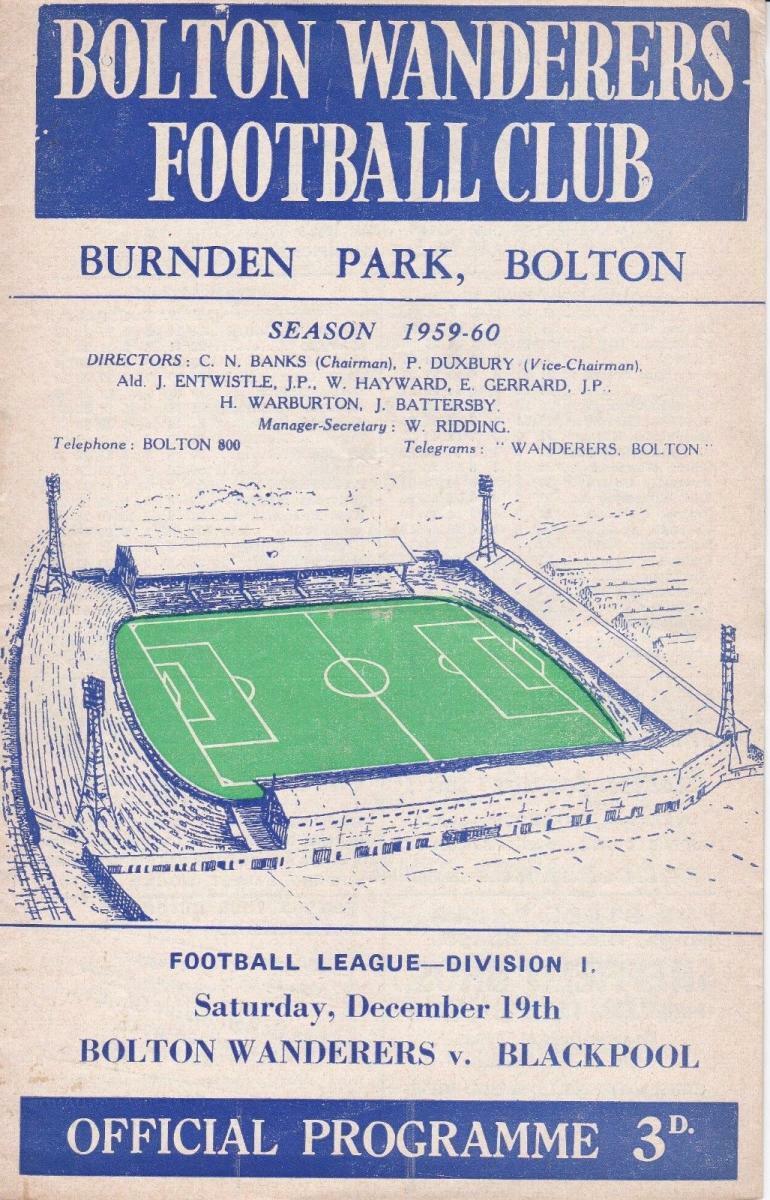 BOLTON WANDERERS
FOOTBALL CLUB
BURNDEN PARK, BOLTON
SEASON 1959-60
DIRECTORS: C. N. BANKS (Chairman), P. DUXBURY (Vice-Chairman),
Ald. J. ENTWISTLE, J.P., W. HAYWARD, E. GERRARD, J.P.,
H. WARBURTON, J. BATTERSBY.
Manager-Secretary: W. RIDDING.
Telephone: BOLTON 800 Telegrams: "WANDERERS, BOLTON"
FOOTBALL LEAGUE—DIVISION I.
Saturday, December 19th
BOLTON WANDERERS v. BLACKPOOL
OFFICIAL PROGRAMME 3D.